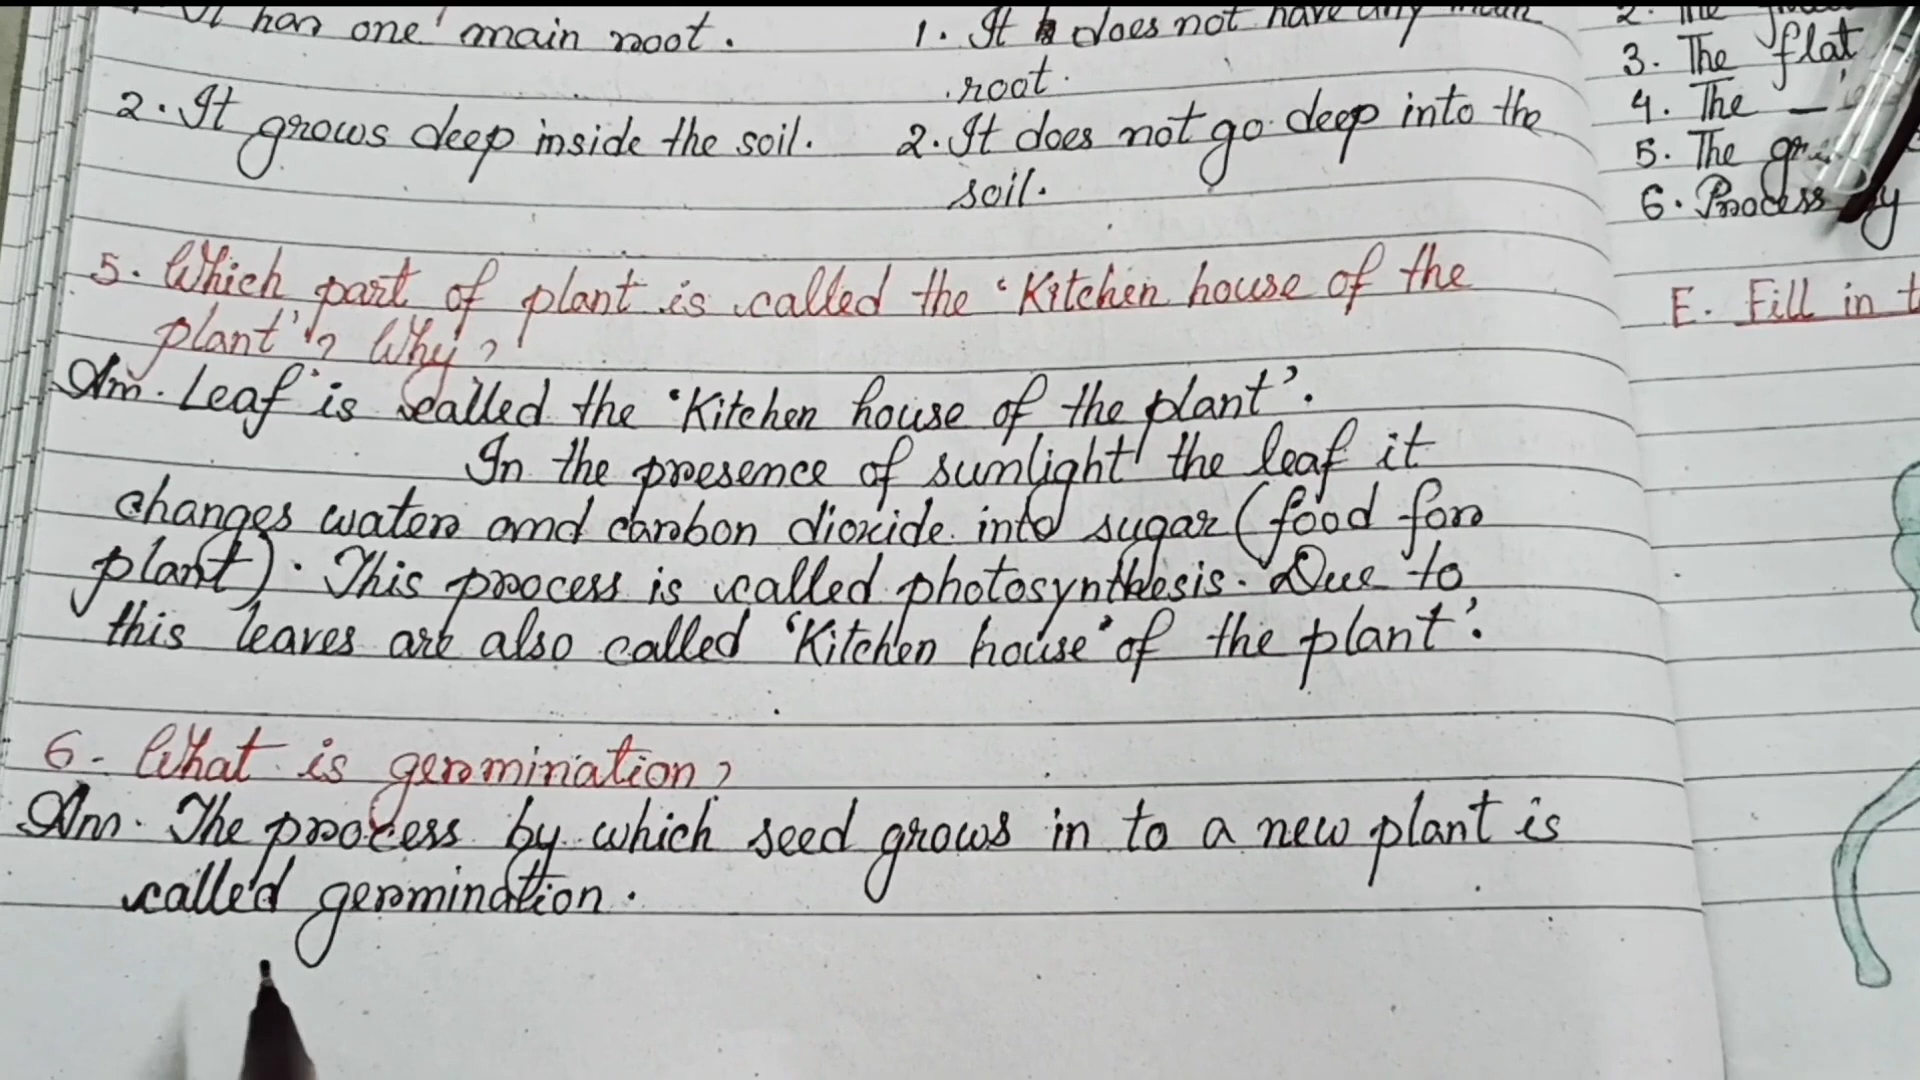 It has one main root.
1. It does not have any main
root.
2. It grows deep inside the soil.
2. It does not go deep into the
soil.
5. Which part of plant is called the 'Kitchen house of the
plant'? Why?
Ans. Leaf is called the 'Kitchen house of the plant'.
In the presence of sunlight the leaf it
changes water and carbon dioxide into sugar (food for
plant). This process is called photosynthesis. Due to
this leaves are also called 'Kitchen house' of the plant'.
6. What is germination?
Ans. The process by which seed grows in to a new plant is
called germination.
2. The
3. The flat
4. The
5. The
6. Process by
E. Fill in t